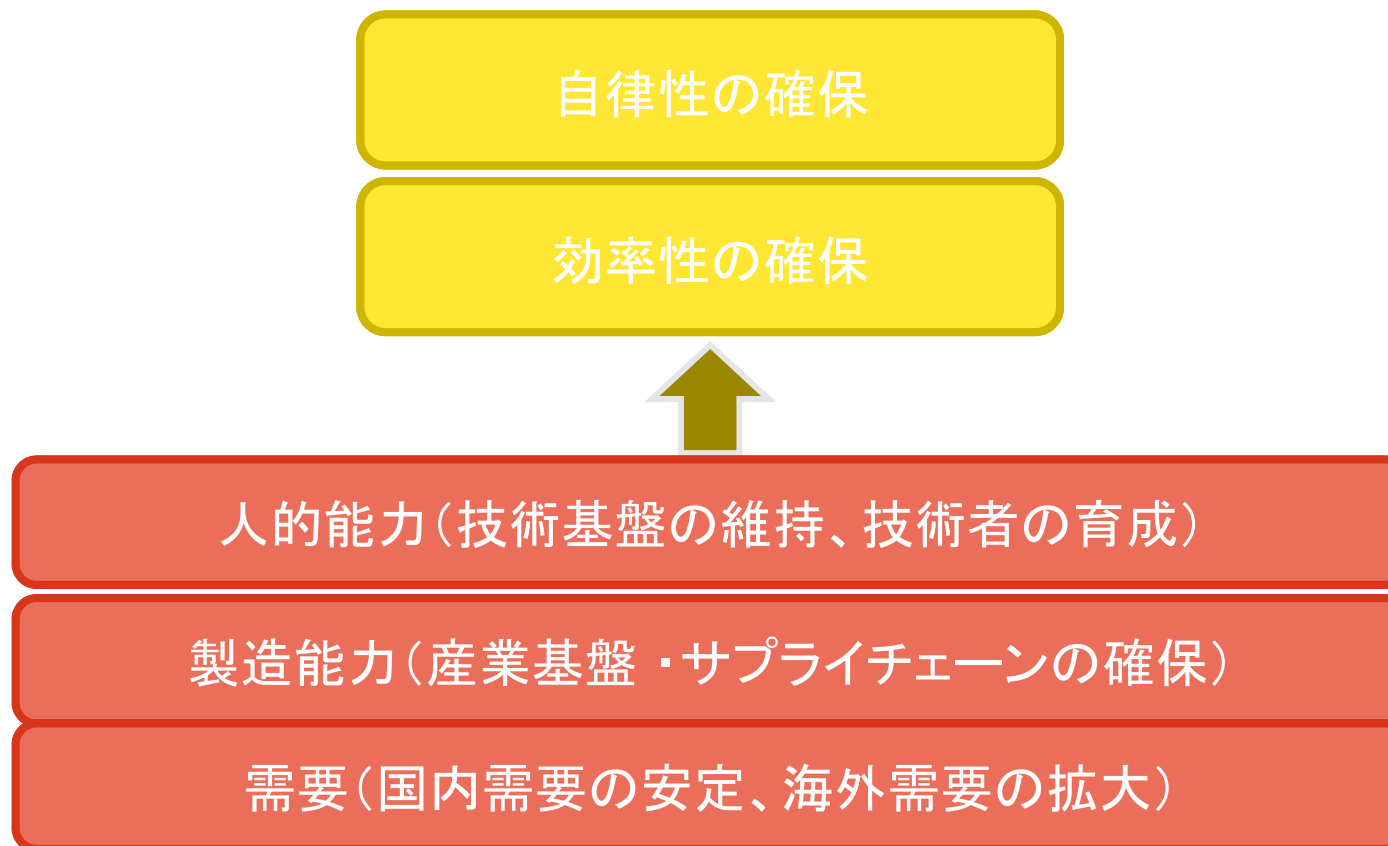 自律性の確保
効率性の確保
人的能力（技術基盤の維持、技術者の育成）
製造能力（産業基盤・サプライチェーンの確保）
需要（国内需要の安定、海外需要の拡大）